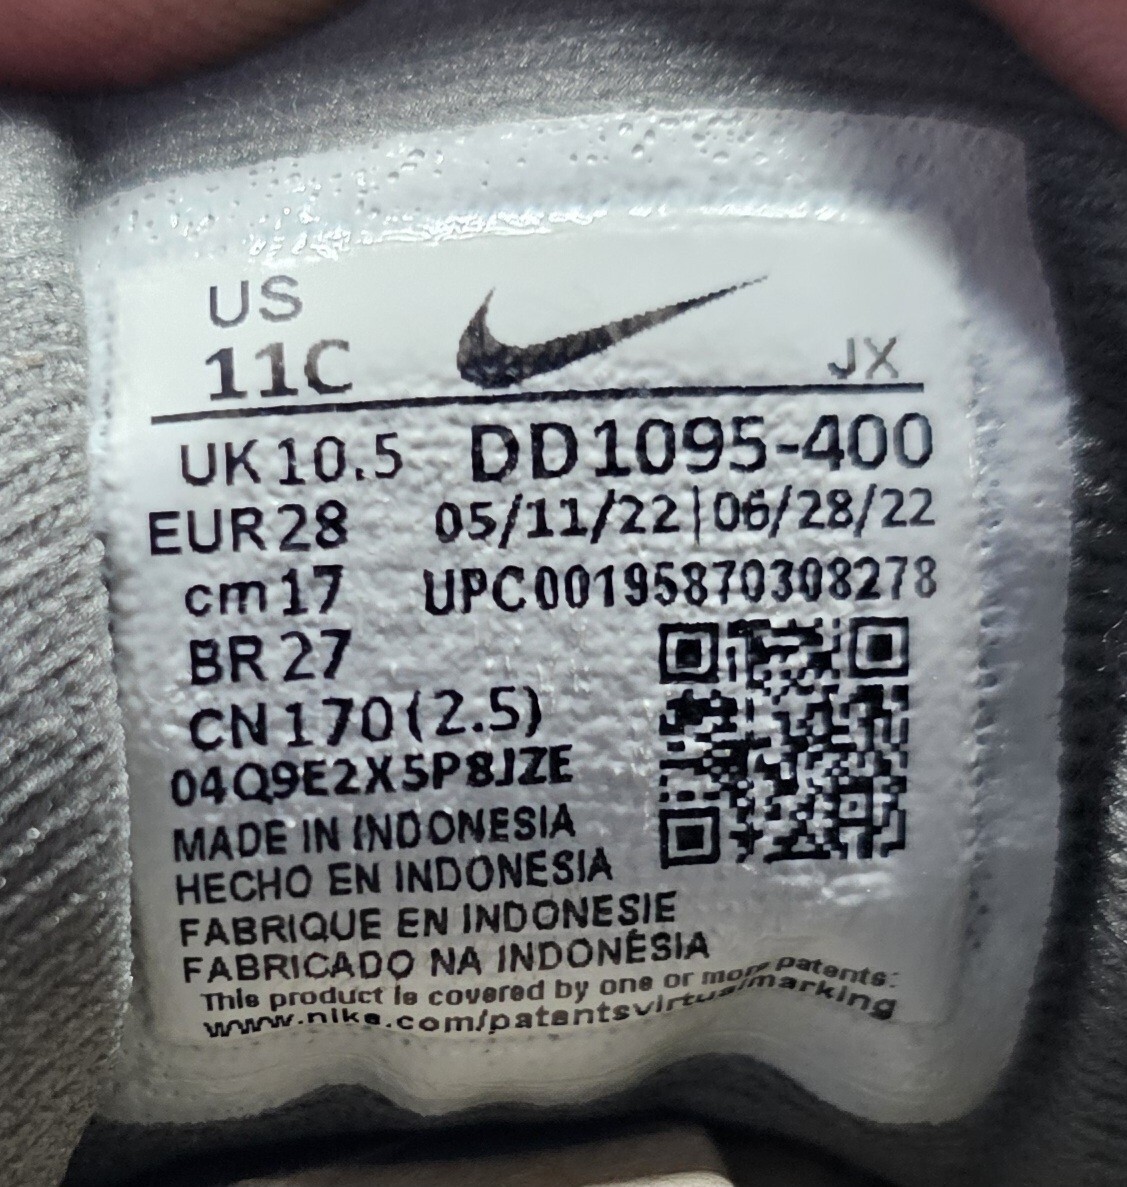 US
11C
JX
UK 10.5 DD1095-400
EUR 28 05/11/22|06/28/22
cm 17 UPC00195870308278
BR 27
CN 170(2.5)
04Q9E2X5P8JZE
MADE IN INDONESIA
HECHO EN INDONESIA
FABRIQUE EN INDONESIE
FABRICADO NA INDONÉSIA
This product is covered by one or more patents:
www.nike.com/patentsvirtualmarking